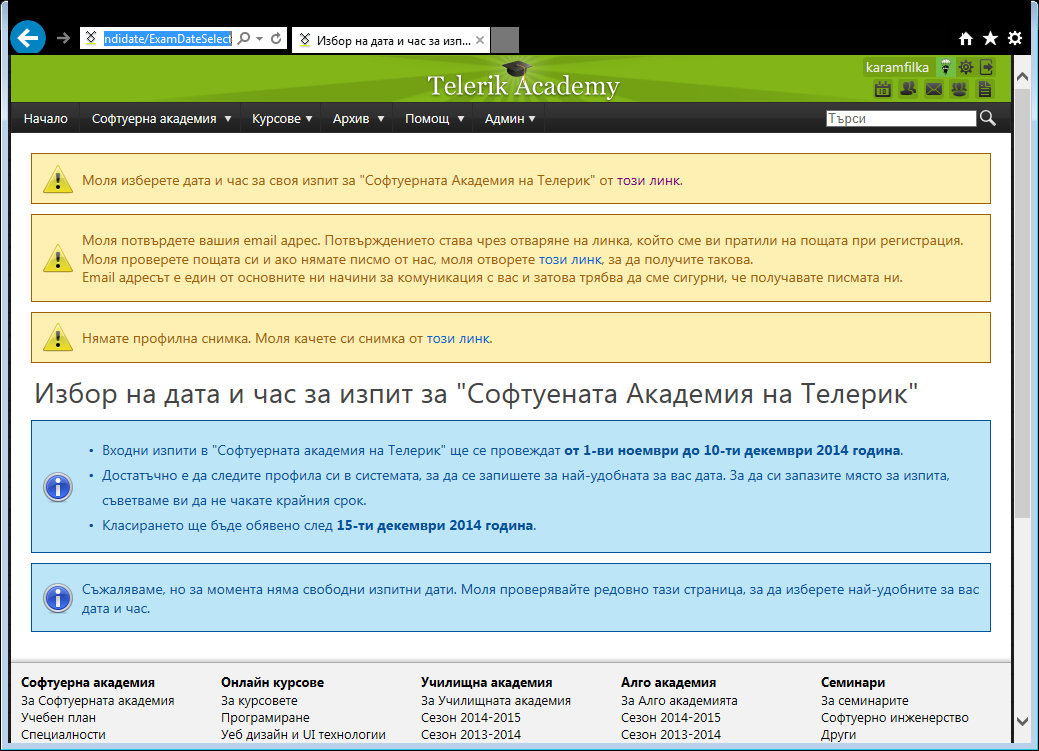 ndidate/ExamDateSelect
Избор на дата и час за изп...
karamfilka
Telerik Academy
Начало
Софтуерна академия
Курсове
Архив
Помощ
Админ
Търси
Моля изберете дата и час за своя изпит за "Софтуерната Академия на Телерик" от този линк.
Моля потвърдете вашия email адрес. Потвърждението става чрез отваряне на линка, който сме ви пратили на пощата при регистрация.
Моля проверете пощата си и ако нямате писмо от нас, моля отворете този линк, за да получите такова.
Email адресът е един от основните ни начини за комуникация с вас и затова трябва да сме сигурни, че получавате писмата ни.
Нямате профилна снимка. Моля качете си снимка от този линк.
Избор на дата и час за изпит за "Софтуената Академия на Телерик"
• Входни изпити в "Софтуерната академия на Телерик" ще се провеждат от 1-ви ноември до 10-ти декември 2014 година.
• Достатъчно е да следите профила си в системата, за да се запишете за най-удобната за вас дата. За да си запазите място за изпита,
съветваме ви да не чакате крайния срок.
• Класирането ще бъде обявено след 15-ти декември 2014 година.
Съжаляваме, но за момента няма свободни изпитни дати. Моля проверявайте редовно тази страница, за да изберете най-удобните за вас
дата и час.
Софтуерна академия
За Софтуерната академия
Учебен план
Специалности
Онлайн курсове
За курсовете
Програмиране
Уеб дизайн и UI технологии
Училищна академия
За Училищната академия
Сезон 2014-2015
Сезон 2013-2014
Алго академия
За Алго академията
Сезон 2014-2015
Сезон 2013-2014
Семинари
За семинарите
Софтуерно инженерство
Други